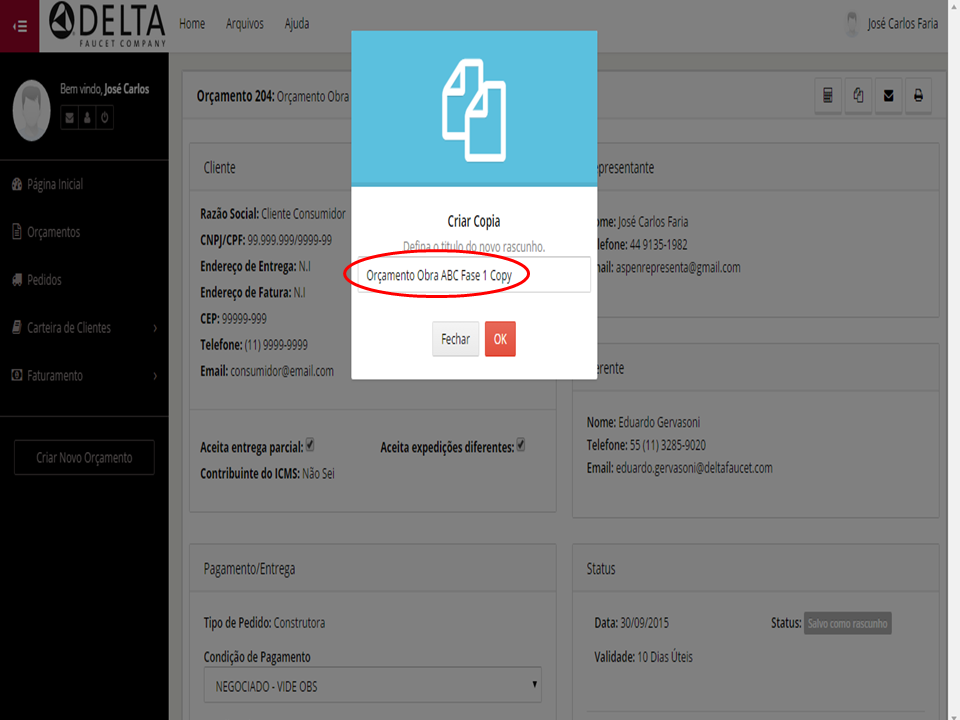 DELTA
FAUCET COMPANY
Home
Arquivos
Ajuda
José Carlos Faria
Bem vindo, José Carlos
Página Inicial
Orçamentos
Pedidos
Carteira de Clientes
Faturamento
Criar Novo Orçamento
Orçamento 204: Orçamento Obra
Cliente
Razão Social: Cliente Consumidor
CNPJ/CPF: 99.999.999/9999-99
Endereço de Entrega: N.I
Endereço de Fatura: N.I
CEP: 99999-999
Telefone: (11) 9999-9999
Email: consumidor@email.com
Aceita entrega parcial:
Aceita expedições diferentes:
Contribuinte do ICMS: Não Sei
Criar Copia
Defina o titulo do novo rascunho.
Orçamento Obra ABC Fase 1 Copy
Fechar
OK
presentante
ome: José Carlos Faria
lefone: 44 9135-1982
ail: aspenrepresenta@gmail.com
erente
Nome: Eduardo Gervasoni
Telefone: 55 (11) 3285-9020
Email: eduardo.gervasoni@deltafaucet.com
Pagamento/Entrega
Tipo de Pedido: Construtora
Condição de Pagamento
NEGOCIADO - VIDE OBS
Status
Data: 30/09/2015
Status: Salvo como rascunho
Validade: 10 Dias Úteis